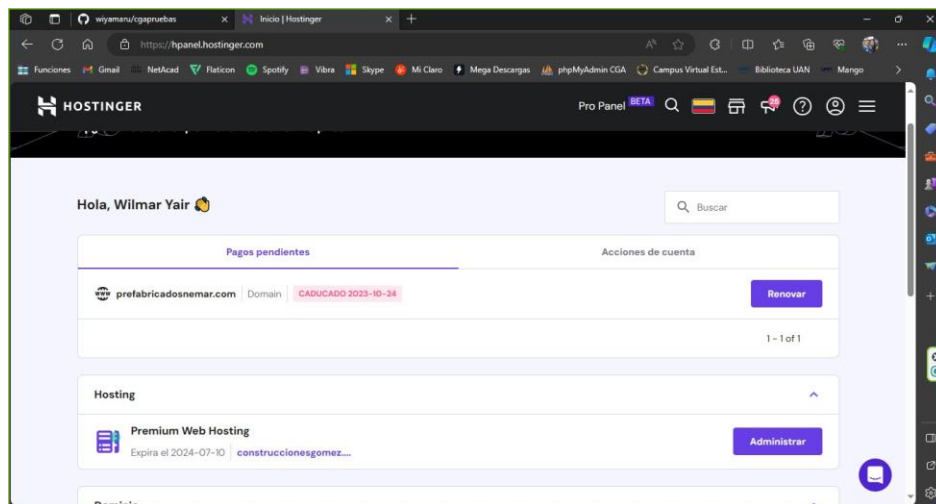 wiyamaru/cgapruebas
Inicio | Hostinger
https://hpanel.hostinger.com
Funciones Gmail NetAcad Flaticon Spotify Vibra Skype Mi Claro Mega Descargas phpMyAdmin CGA Campus Virtual Est... Biblioteca UAN Mango
HOSTINGER
Pro Panel BETA
Hola, Wilmar Yair
Buscar
Pagos pendientes
Acciones de cuenta
prefabricadosnemar.com Domain CADUCADO 2023-10-24
Renovar
1 - 1 of 1
Hosting
Premium Web Hosting
Expira el 2024-07-10 construccionesgomez....
Administrar